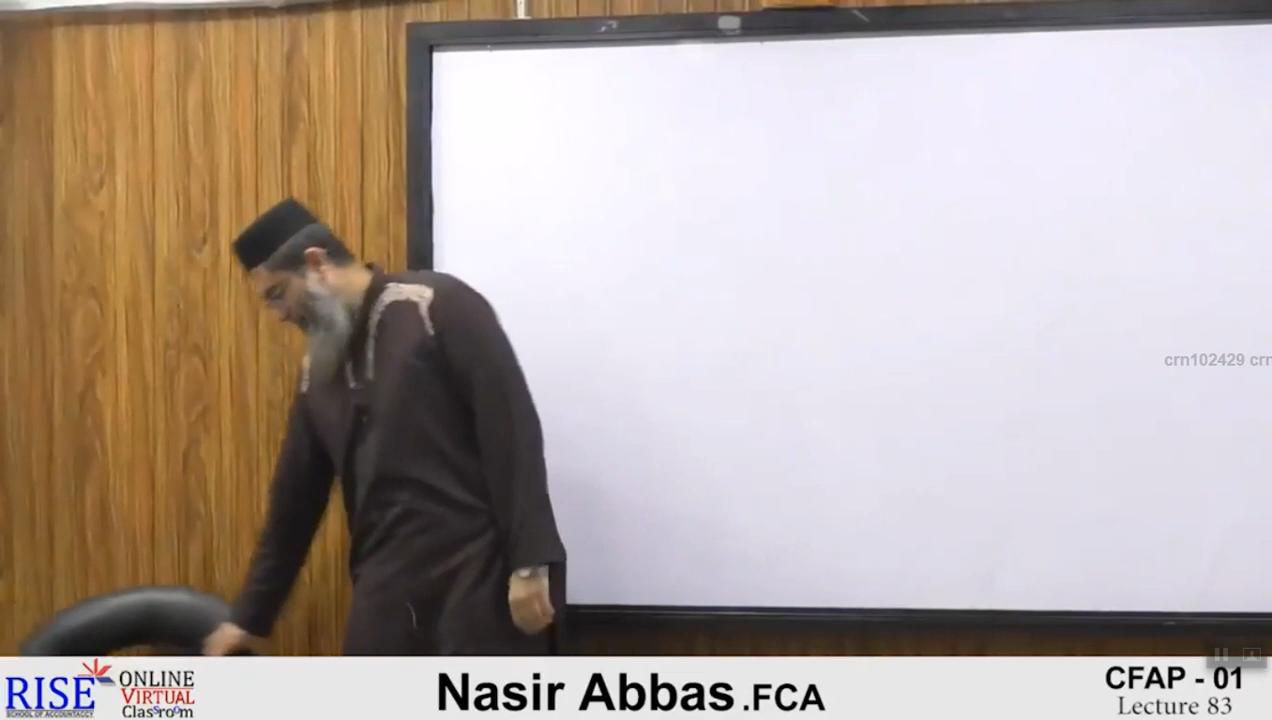 crn102429 crn
RISE
SCHOOL OF ACCOUNTANCY
ONLINE
VIRTUAL
Classroom
Nasir Abbas .FCA
CFAP - 01
Lecture 83